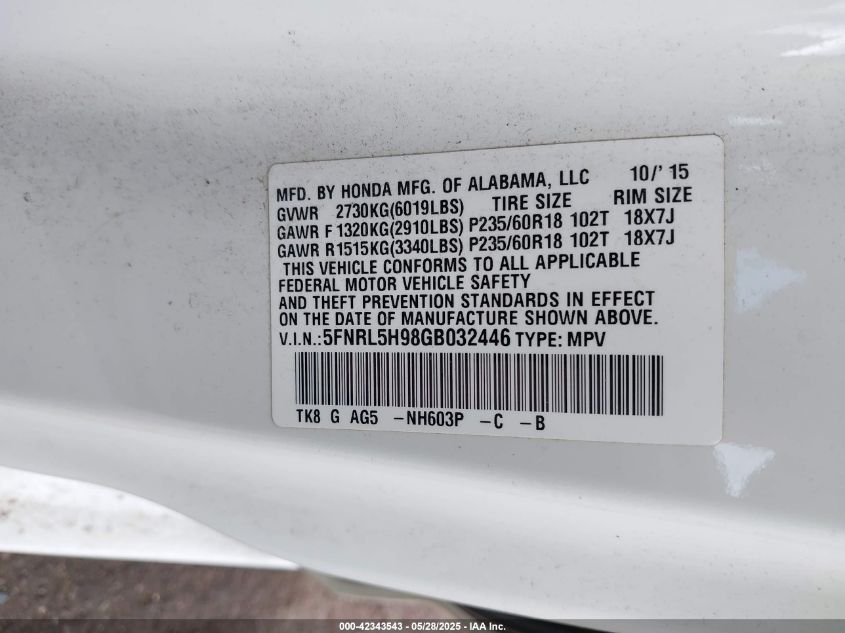 MFD. BY HONDA MFG. OF ALABAMA, LLC 10/'15
GVWR 2730KG(6019LBS) TIRE SIZE RIM SIZE
GAWR F 1320KG(2910LBS) P235/60R18 102T 18X7J
GAWR R1515KG(3340LBS) P235/60R18 102T 18X7J
THIS VEHICLE CONFORMS TO ALL APPLICABLE
FEDERAL MOTOR VEHICLE SAFETY
AND THEFT PREVENTION STANDARDS IN EFFECT
ON THE DATE OF MANUFACTURE SHOWN ABOVE.
V.I.N.:5FNRL5H98GB032446 TYPE: MPV
TK8 G AG5 -NH603P -C -B
000-42343543 - 05/28/2025 - IAA Inc.